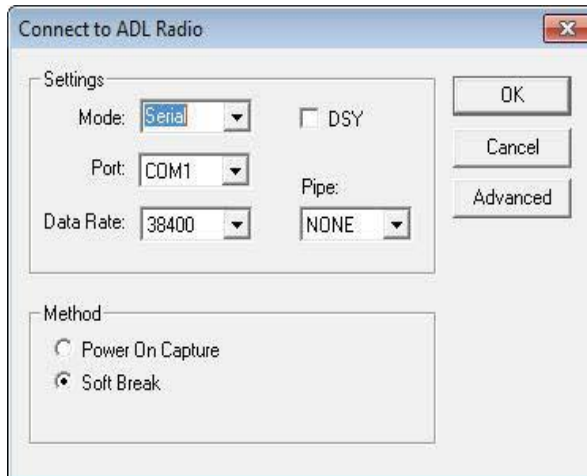 Connect to ADL Radio
Settings
Mode: Serial
DSY
Port: COM1
Pipe:
Data Rate: 38400
NONE
OK
Cancel
Advanced
Method
Power On Capture
Soft Break